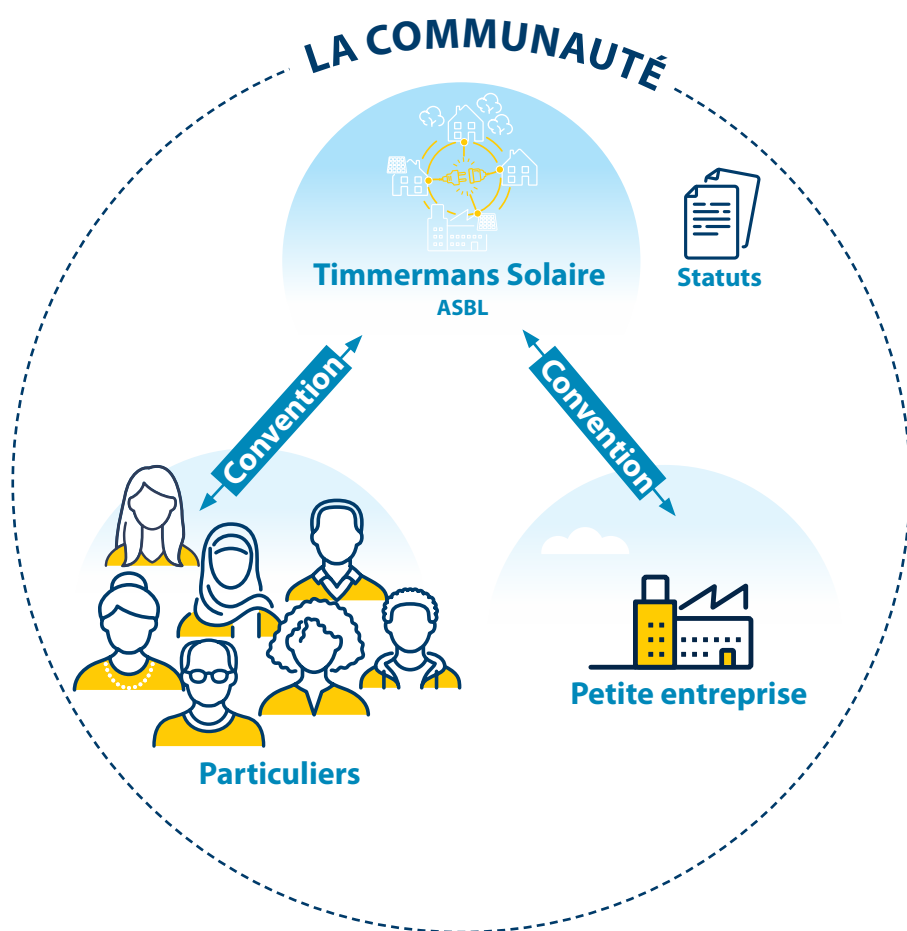 LA COMMUNAUTÉ
Timmermans Solaire
ASBL
Statuts
Convention
Convention
Particuliers
Petite entreprise